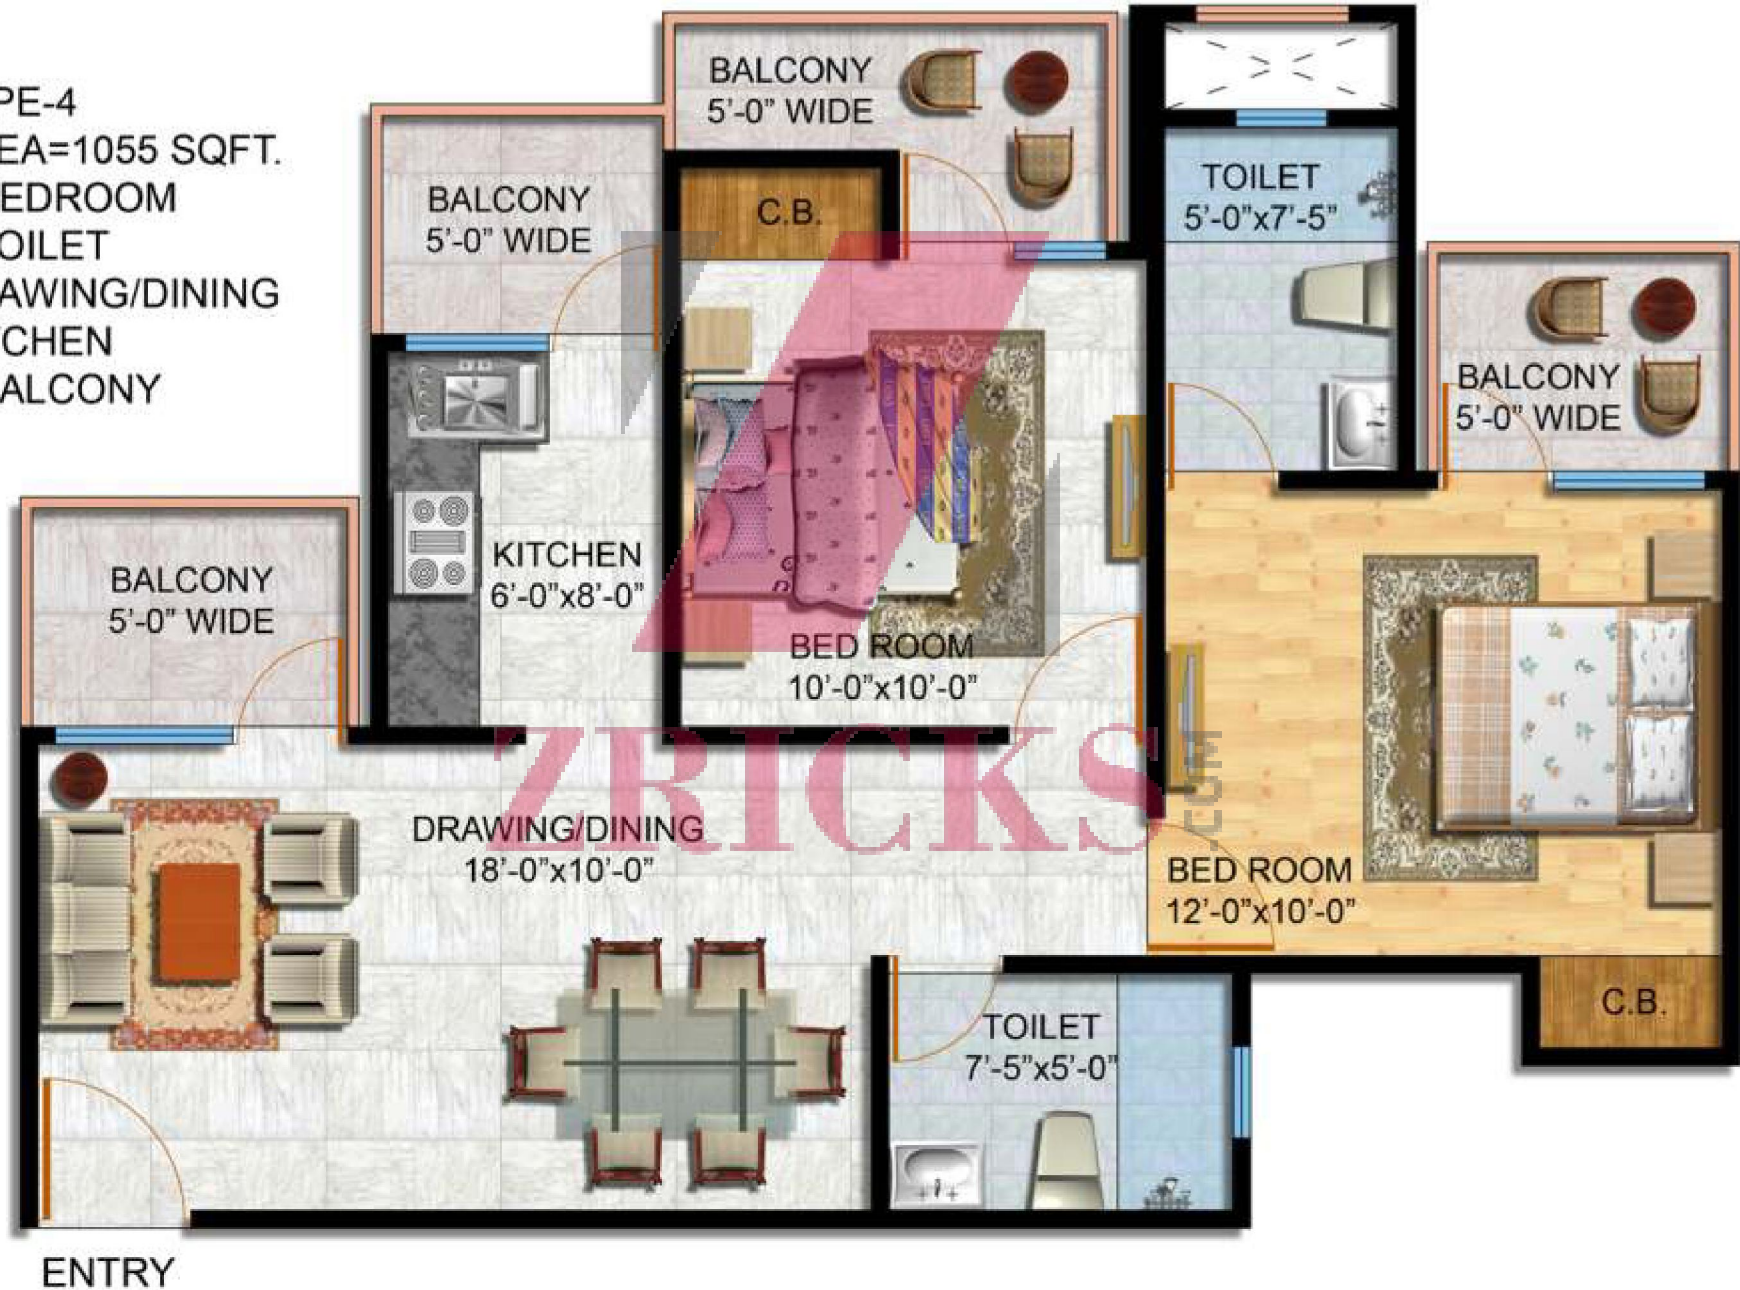 PE-4
EA=1055 SQFT.
EDROOM
OILET
AWING/DINING
CHEN
ALCONY
BALCONY
5'-0" WIDE
BALCONY
5'-0" WIDE
C.B.
TOILET
5'-0"x7'-5"
BALCONY
5'-0" WIDE
BALCONY
5'-0" WIDE
KITCHEN
6'-0"x8'-0"
BED ROOM
10'-0"x10'-0"
ZRICKS
.COM
DRAWING/DINING
18'-0"x10'-0"
BED ROOM
12'-0"x10'-0"
C.B.
TOILET
7'-5"x5'-0"
ENTRY